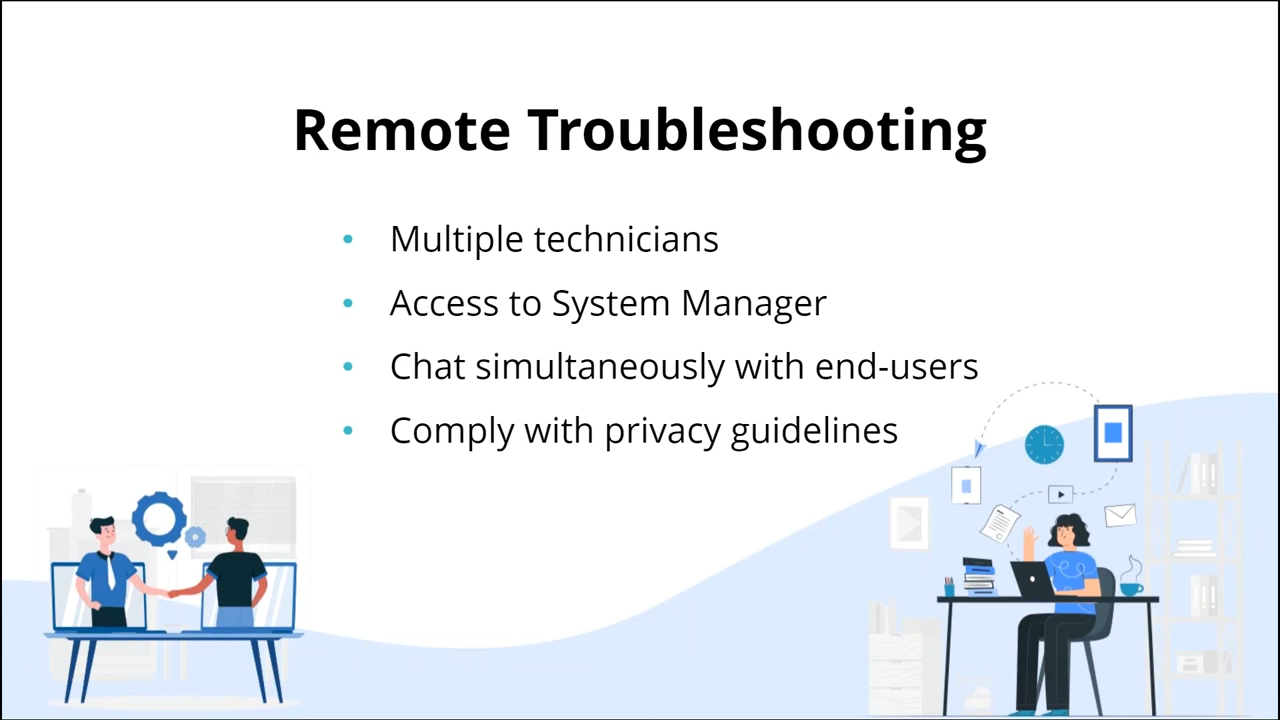 Remote Troubleshooting
• Multiple technicians
• Access to System Manager
• Chat simultaneously with end-users
• Comply with privacy guidelines